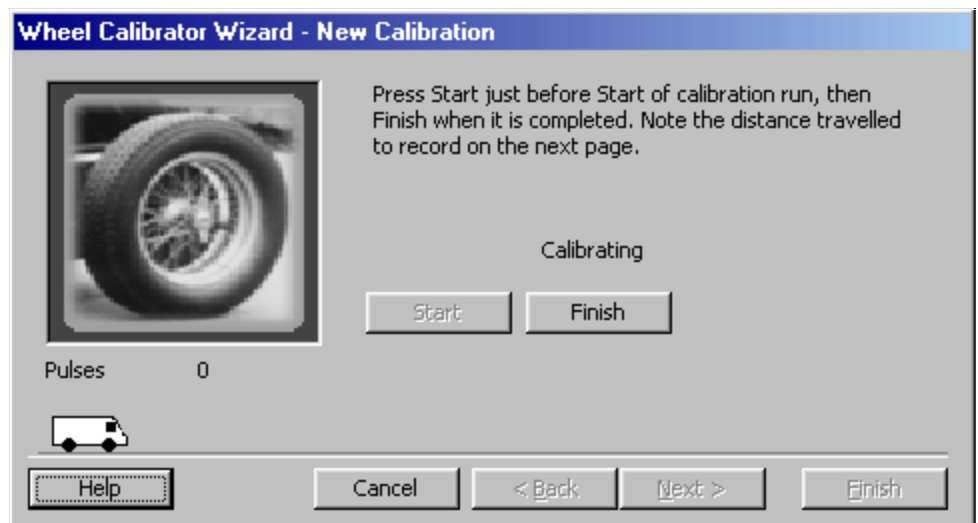 Wheel Calibrator Wizard - New Calibration
Press Start just before Start of calibration run, then
Finish when it is completed. Note the distance travelled
to record on the next page.
Calibrating
Start
Finish
Pulses 0
Help
Cancel
< Back
Next >
Finish